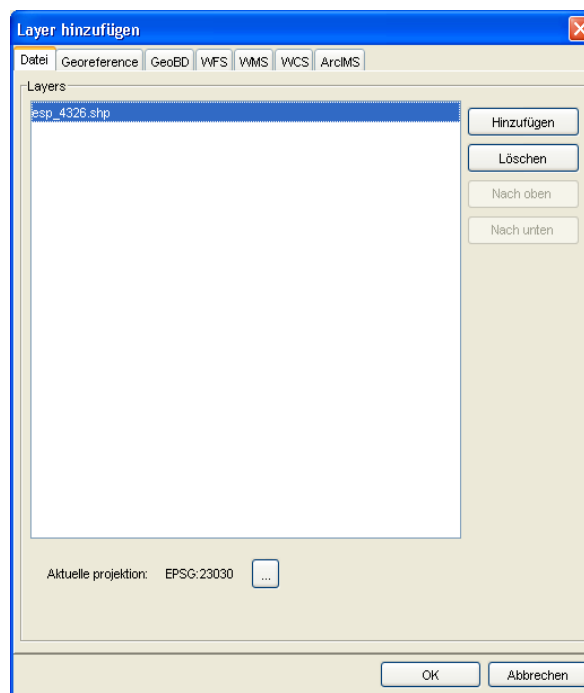 Layer hinzufügen
Datei Georeference GeoBD WFS WMS WCS ArcIMS
Layers
esp_4326.shp
Hinzufügen
Löschen
Nach oben
Nach unten
Aktuelle projektion: EPSG:23030 ...
OK Abbrechen